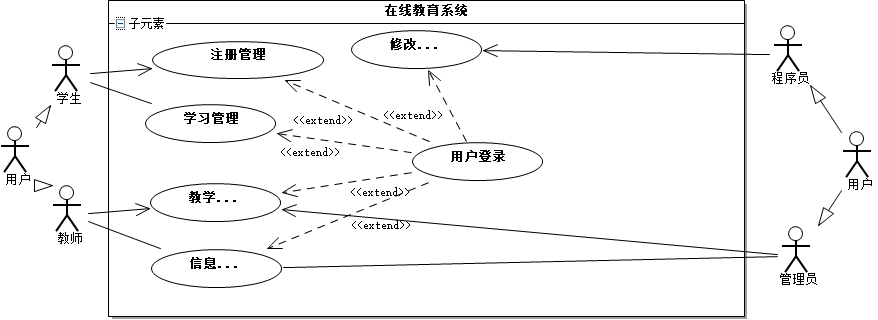 在线教育系统
子元素
修改...
注册管理
程序员
学生
学习管理
<<extend>>
<<extend>>
<<extend>>
用户登录
用户
用户
教学...
<<extend>>
教师
<<extend>>
信息...
管理员